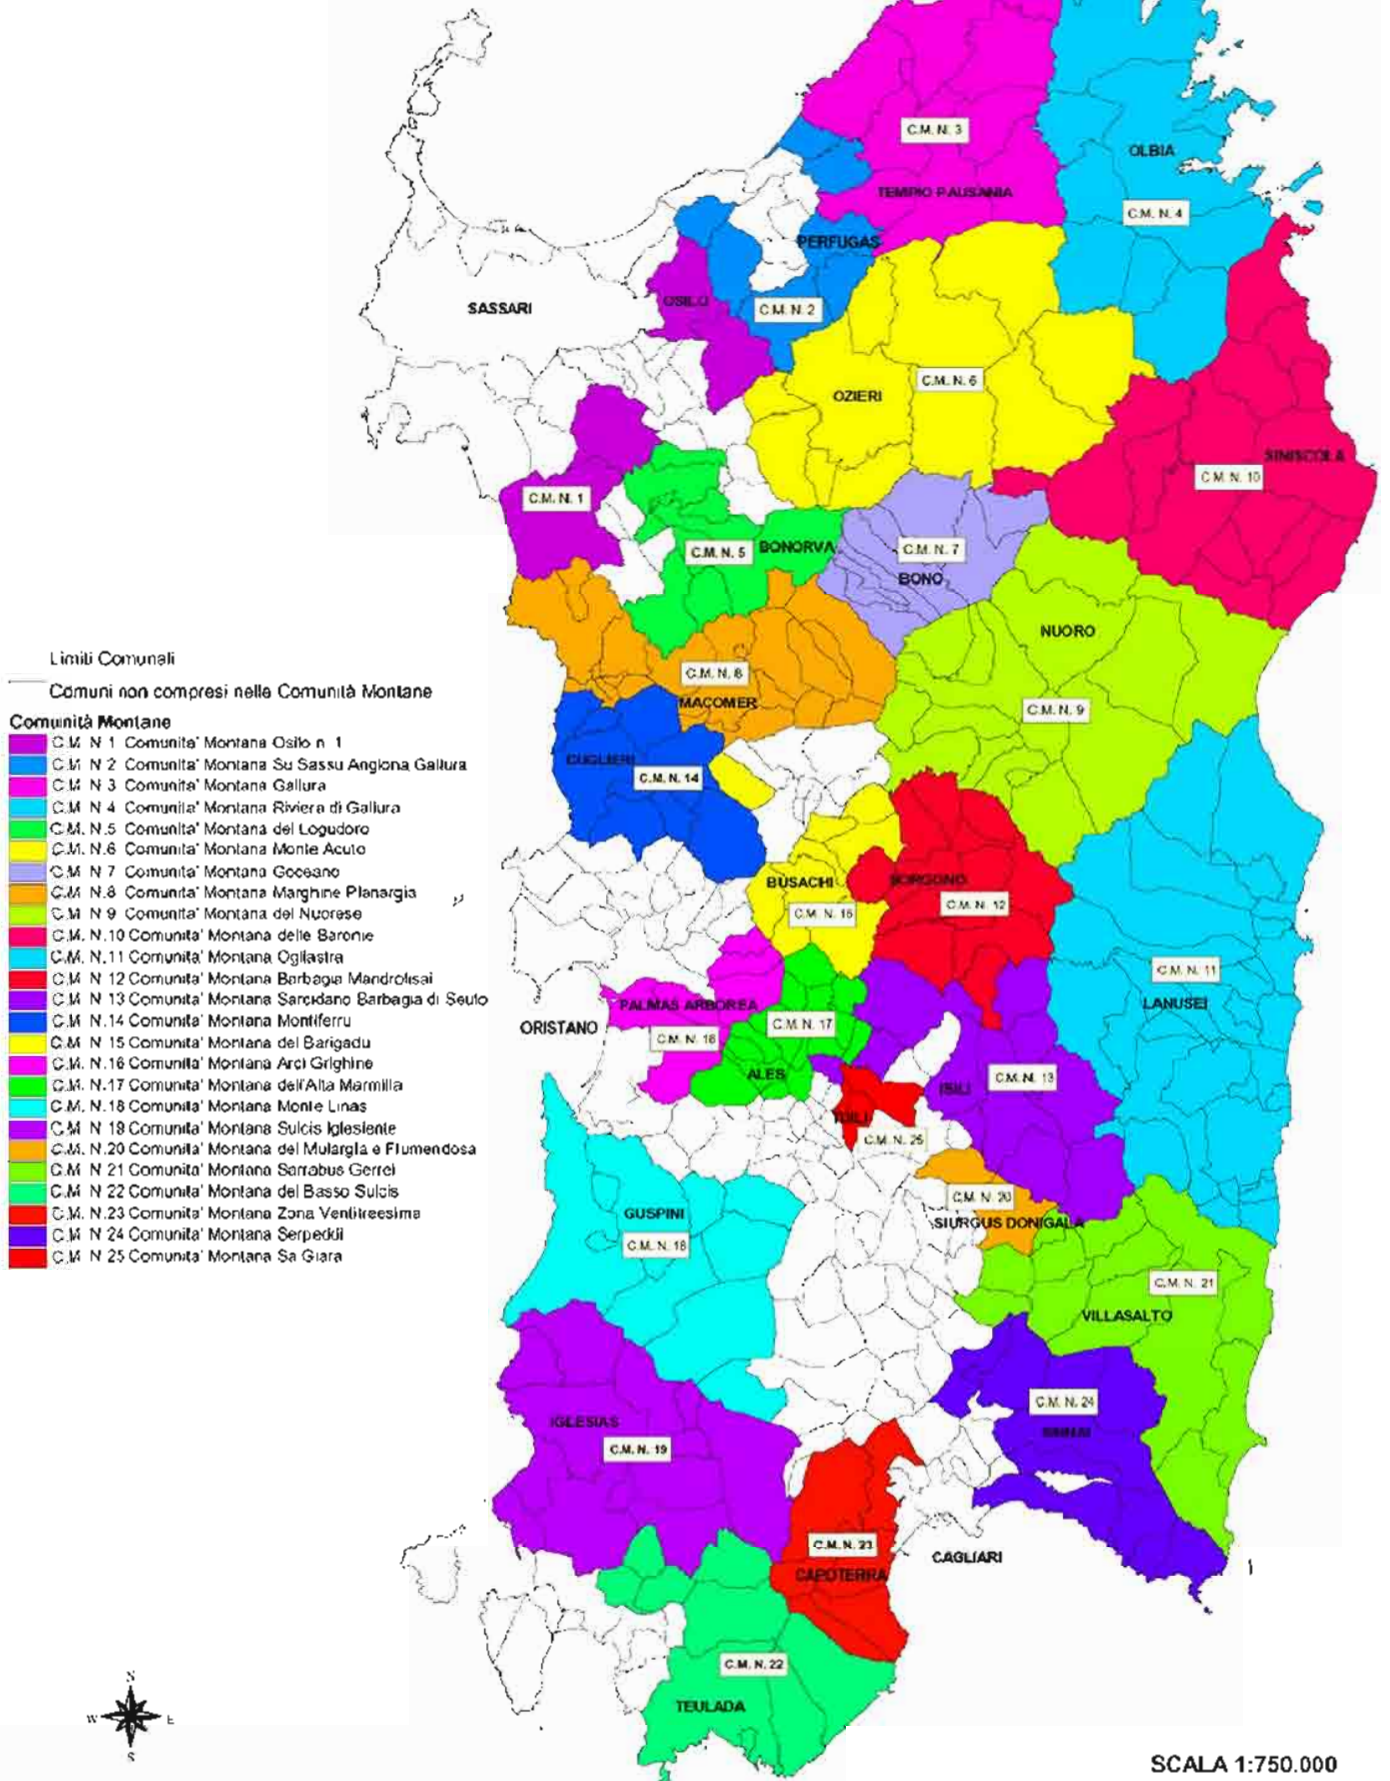 C.M. N. 3
OLBIA
TEMPIO PAUSANIA
C.M. N. 4
PERFUGAS
OSILO
SASSARI
C.M. N. 2
C.M. N. 6
OZIERI
SINISCOLA
C.M. N. 10
C.M. N. 1
C.M. N. 5
BONORVA
C.M. N. 7
BONO
NUORO
C.M. N. 8
MACOMER
C.M. N. 9
CUGLIERI
C.M. N. 14
BUSACHI
SORGONO
C.M. N. 12
C.M. N. 15
C.M. N. 11
LANUSEI
PALMAS ARBOREA
ORISTANO
C.M. N. 17
C.M. N. 16
ALES
ISILI
C.M. N. 13
TUILI
C.M. N. 25
C.M. N. 20
SIURGUS DONIGALA
GUSPINI
C.M. N. 18
C.M. N. 21
VILLASALTO
C.M. N. 24
SINNAI
IGLESIAS
C.M. N. 19
C.M. N. 23
CAPOTERRA
CAGLIARI
C.M. N. 22
TEULADA
Limiti Comunali
Comuni non compresi nelle Comunità Montane
Comunità Montane
C.M. N 1 Comunita' Montana Osilo n 1
C.M N 2 Comunita' Montana Su Sassu Anglona Gallura
C.M N 3 Comunita' Montana Gallura
C.M N 4 Comunita' Montana Riviera di Gallura
C.M. N.5 Comunita' Montana del Logudoro
C.M. N.6 Comunita' Montana Monte Acuto
C.M N 7 Comunita' Montana Goceano
C.M N.8 Comunita' Montana Marghine Planargia
C.M N 9 Comunita' Montana del Nuorese
C.M. N.10 Comunita' Montana delle Baronie
C.M. N.11 Comunita' Montana Ogliastra
C.M N 12 Comunita' Montana Barbagia Mandrolisai
C.M N 13 Comunita' Montana Sarcidano Barbagia di Seulo
C.M N.14 Comunita' Montana Montiferru
C.M N 15 Comunita' Montana del Barigadu
C.M. N.16 Comunita' Montana Arci Grighine
C.M. N.17 Comunita' Montana dell'Alta Marmilla
C.M. N.18 Comunita' Montana Monte Linas
C.M N 19 Comunita' Montana Sulcis Iglesiente
C.M. N.20 Comunita' Montana del Mulargia e Flumendosa
C.M N 21 Comunita' Montana Sarrabus Gerrei
C.M N 22 Comunita' Montana del Basso Sulcis
C.M. N.23 Comunita' Montana Zona Ventitreesima
C.M N 24 Comunita' Montana Serpeddi
C.M N 25 Comunita' Montana Sa Giara
N
W E
S
SCALA 1:750.000